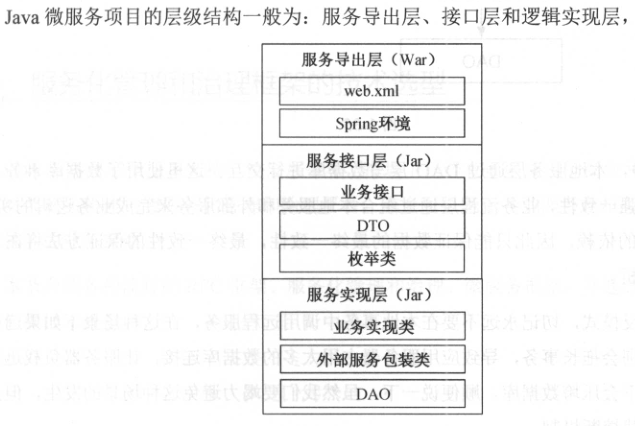 Java 微服务项目的层级结构一般为：服务导出层、接口层和逻辑实现层，
服务导出层（War）
web.xml
Spring环境
服务接口层（Jar）
业务接口
DTO
枚举类
服务实现层（Jar）
业务实现类
外部服务包装类
DAO